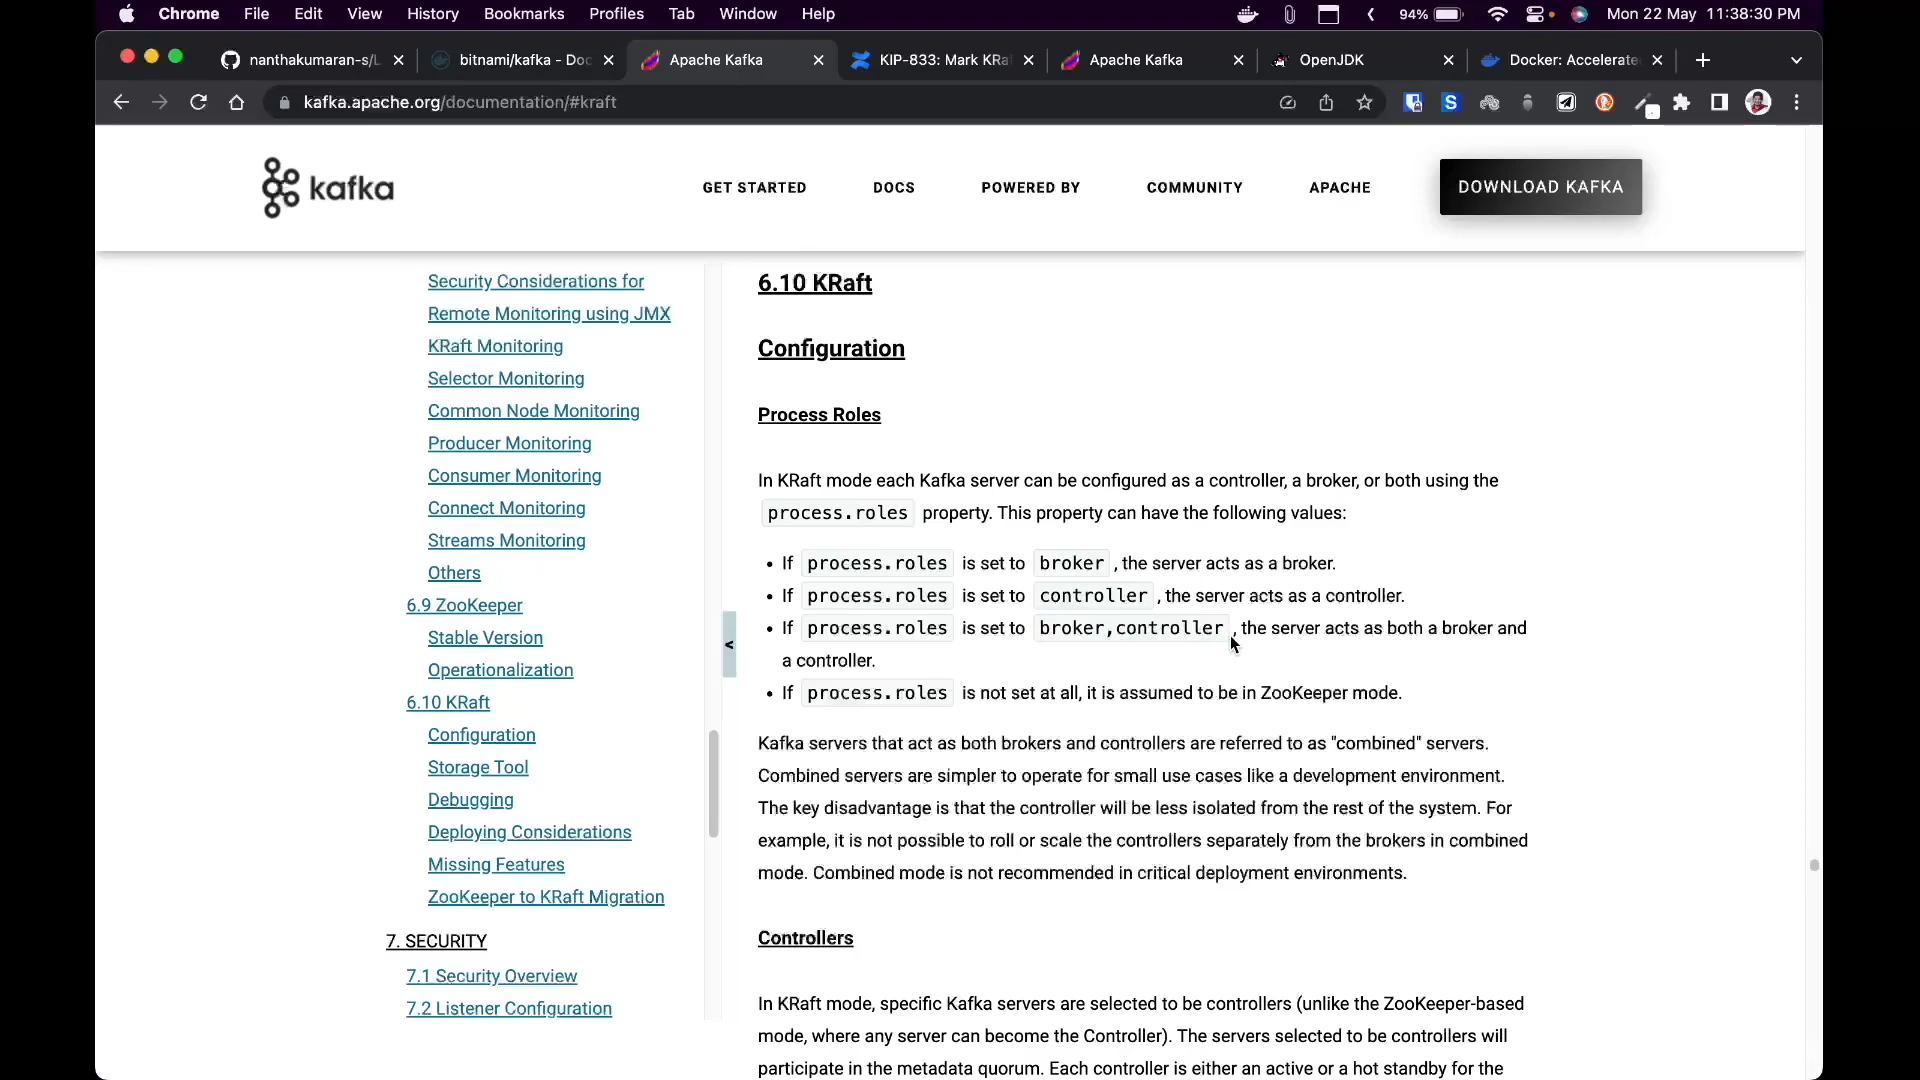 Chrome File Edit View History Bookmarks Profiles Tab Window Help 94% Mon 22 May 11:38:30 PM
nanthakumaran-s/L bitnami/kafka - Doc Apache Kafka KIP-833: Mark KRa Apache Kafka OpenJDK Docker: Accelerate
kafka.apache.org/documentation/#kraft
kafka GET STARTED DOCS POWERED BY COMMUNITY APACHE DOWNLOAD KAFKA
Security Considerations for
Remote Monitoring using JMX
KRaft Monitoring
Selector Monitoring
Common Node Monitoring
Producer Monitoring
Consumer Monitoring
Connect Monitoring
Streams Monitoring
Others
6.9 ZooKeeper
Stable Version
Operationalization
6.10 KRaft
Configuration
Storage Tool
Debugging
Deploying Considerations
Missing Features
ZooKeeper to KRaft Migration
7. SECURITY
7.1 Security Overview
7.2 Listener Configuration
<
6.10 KRaft
Configuration
Process Roles
In KRaft mode each Kafka server can be configured as a controller, a broker, or both using the
process.roles property. This property can have the following values:
• If process.roles is set to broker , the server acts as a broker.
• If process.roles is set to controller , the server acts as a controller.
• If process.roles is set to broker,controller , the server acts as both a broker and
a controller.
• If process.roles is not set at all, it is assumed to be in ZooKeeper mode.
Kafka servers that act as both brokers and controllers are referred to as "combined" servers.
Combined servers are simpler to operate for small use cases like a development environment.
The key disadvantage is that the controller will be less isolated from the rest of the system. For
example, it is not possible to roll or scale the controllers separately from the brokers in combined
mode. Combined mode is not recommended in critical deployment environments.
Controllers
In KRaft mode, specific Kafka servers are selected to be controllers (unlike the ZooKeeper-based
mode, where any server can become the Controller). The servers selected to be controllers will
participate in the metadata quorum. Each controller is either an active or a hot standby for the